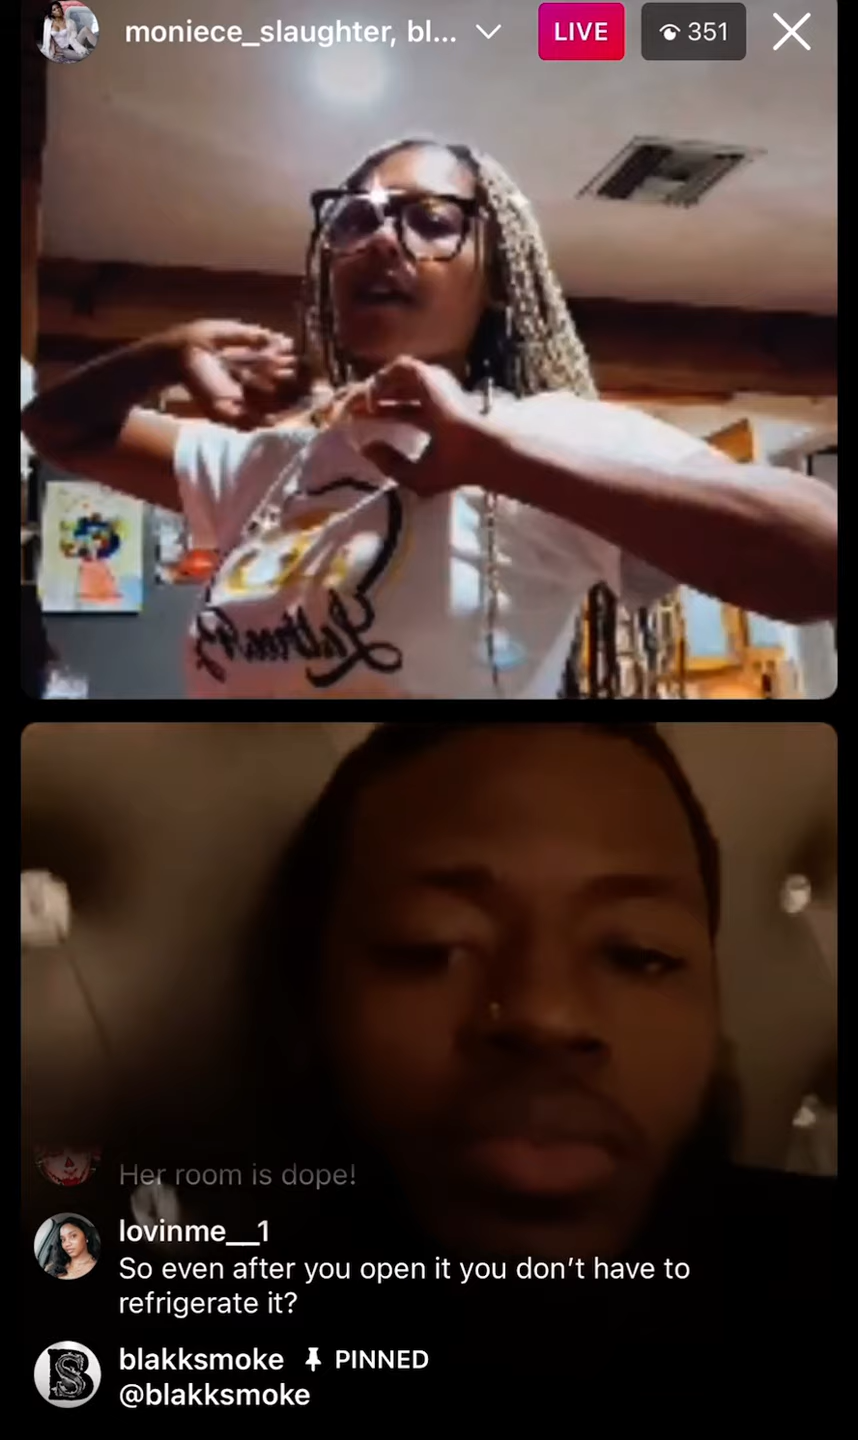 moniece_slaughter, bl...
LIVE
351
Her room is dope!
lovinme__1
So even after you open it you don’t have to
refrigerate it?
blakksmoke PINNED
@blakksmoke